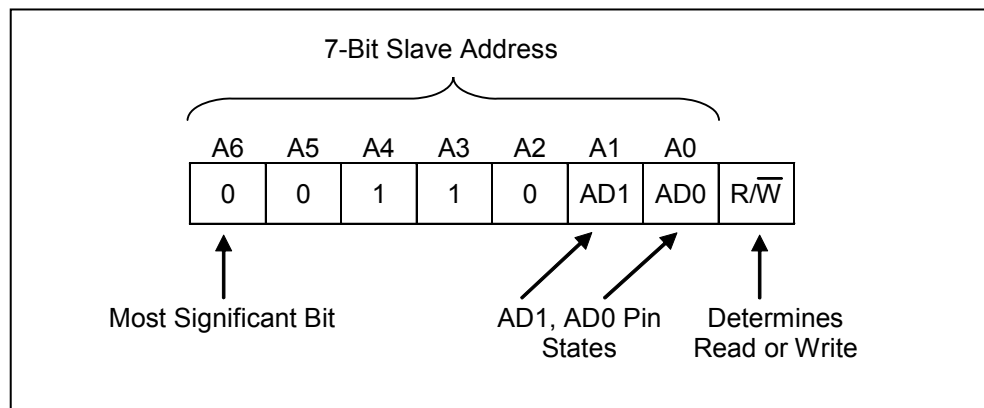 7-Bit Slave Address
A6 A5 A4 A3 A2 A1 A0
0 0 1 1 0 AD1 AD0 R/W̅
Most Significant Bit
AD1, AD0 Pin States
Determines Read or Write